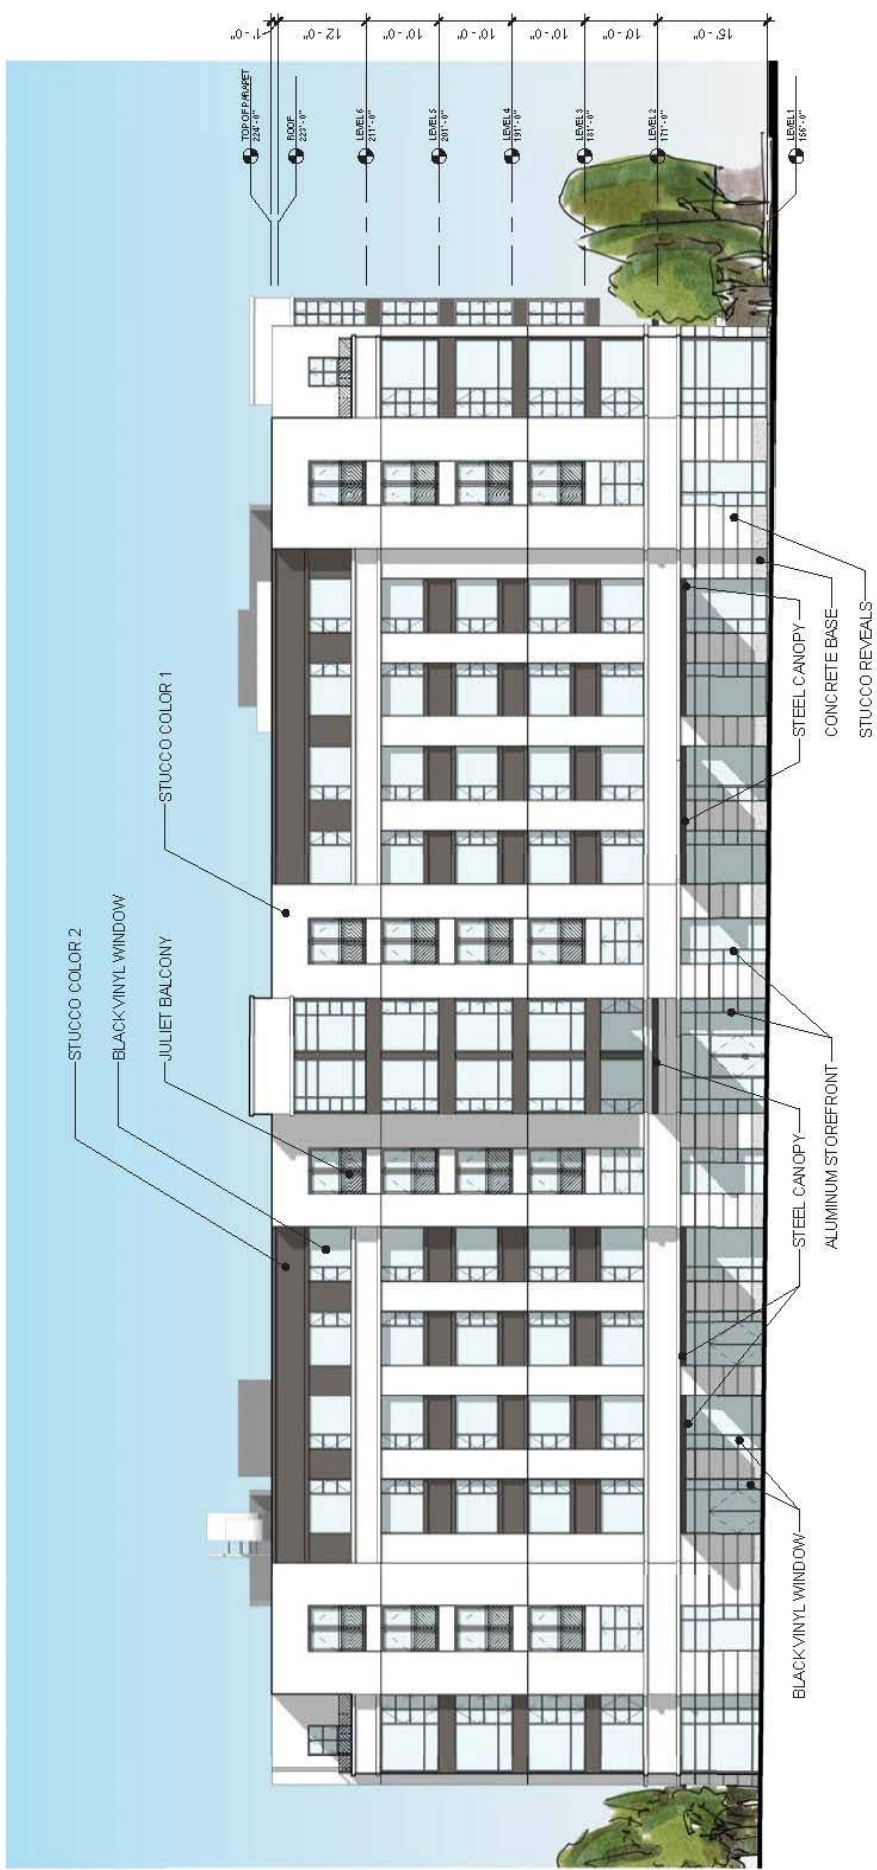 STUCCO COLOR 2
BLACK VINYL WINDOW
JULIET BALCONY
STUCCO COLOR 1
TOP OF PARAPET
224'-0"
ROOF
223'-0"
LEVEL 6
211'-0"
LEVEL 5
201'-0"
LEVEL 4
191'-0"
LEVEL 3
181'-0"
LEVEL 2
171'-0"
LEVEL 1
156'-0"
1'-0"
12'-0"
10'-0"
10'-0"
10'-0"
10'-0"
15'-0"
BLACK VINYL WINDOW
STEEL CANOPY
ALUMINUM STOREFRONT
STEEL CANOPY
CONCRETE BASE
STUCCO REVEALS